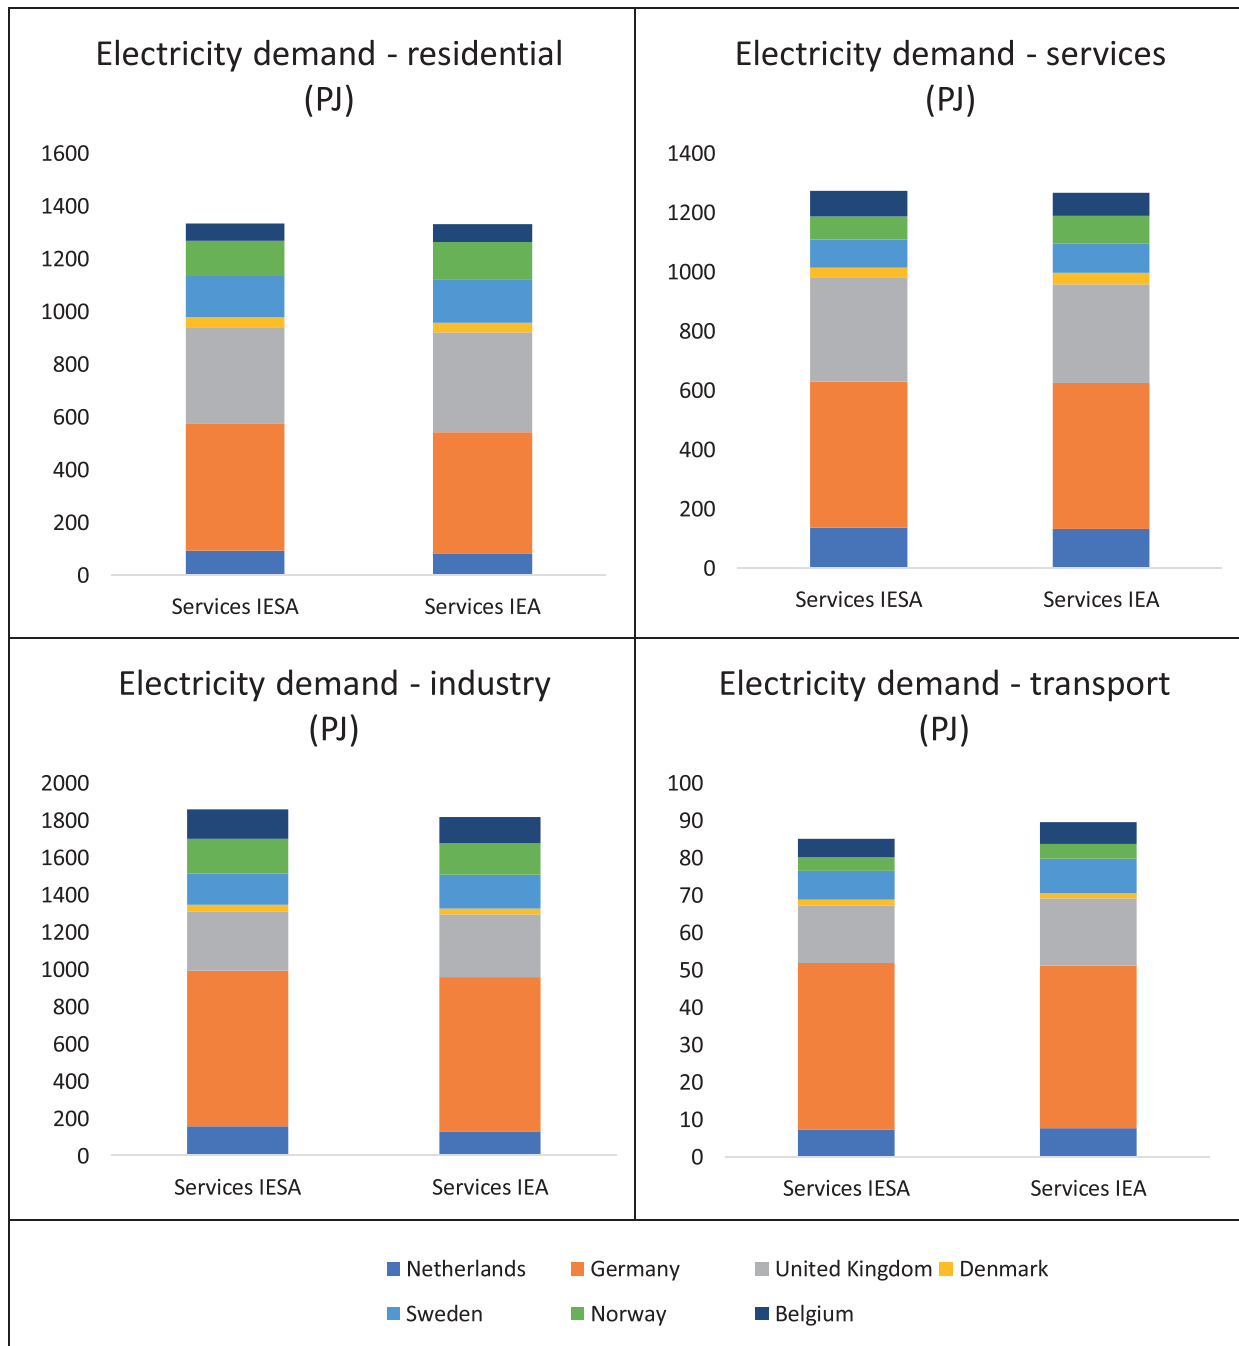 Electricity demand - residential
(PJ)
1600
1400
1200
1000
800
600
400
200
0
Services IESA
Services IEA
Electricity demand - services
(PJ)
1400
1200
1000
800
600
400
200
0
Services IESA
Services IEA
Electricity demand - industry
(PJ)
2000
1800
1600
1400
1200
1000
800
600
400
200
0
Services IESA
Services IEA
Electricity demand - transport
(PJ)
100
90
80
70
60
50
40
30
20
10
0
Services IESA
Services IEA
Netherlands
Germany
United Kingdom
Denmark
Sweden
Norway
Belgium